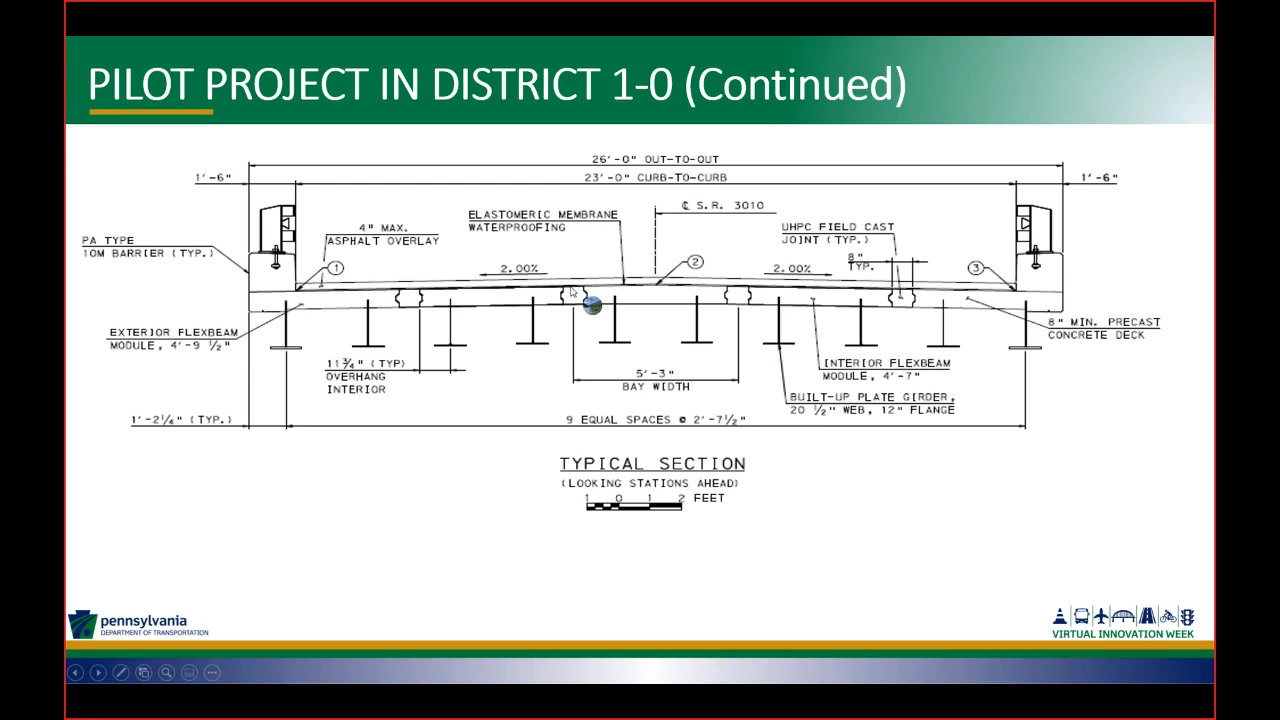 PILOT PROJECT IN DISTRICT 1-0 (Continued)
26'-0" OUT-TO-OUT
1'-6"
23'-0" CURB-TO-CURB
1'-6"
℄ S.R. 3010
ELASTOMERIC MEMBRANE
WATERPROOFING
4" MAX.
ASPHALT OVERLAY
UHPC FIELD CAST
JOINT (TYP.)
PA TYPE
10M BARRIER (TYP.)
8"
TYP.
1
2.00%
2
2.00%
3
EXTERIOR FLEXBEAM
MODULE, 4'-9 ½"
8" MIN. PRECAST
CONCRETE DECK
11¾" (TYP)
OVERHANG
INTERIOR
5'-3"
BAY WIDTH
INTERIOR FLEXBEAM
MODULE, 4'-7"
BUILT-UP PLATE GIRDER,
20 ½" WEB, 12" FLANGE
1'-2¼" (TYP.)
9 EQUAL SPACES @ 2'-7½"
TYPICAL SECTION
(LOOKING STATIONS AHEAD)
1 0 1 2 FEET
pennsylvania
DEPARTMENT OF TRANSPORTATION
VIRTUAL INNOVATION WEEK